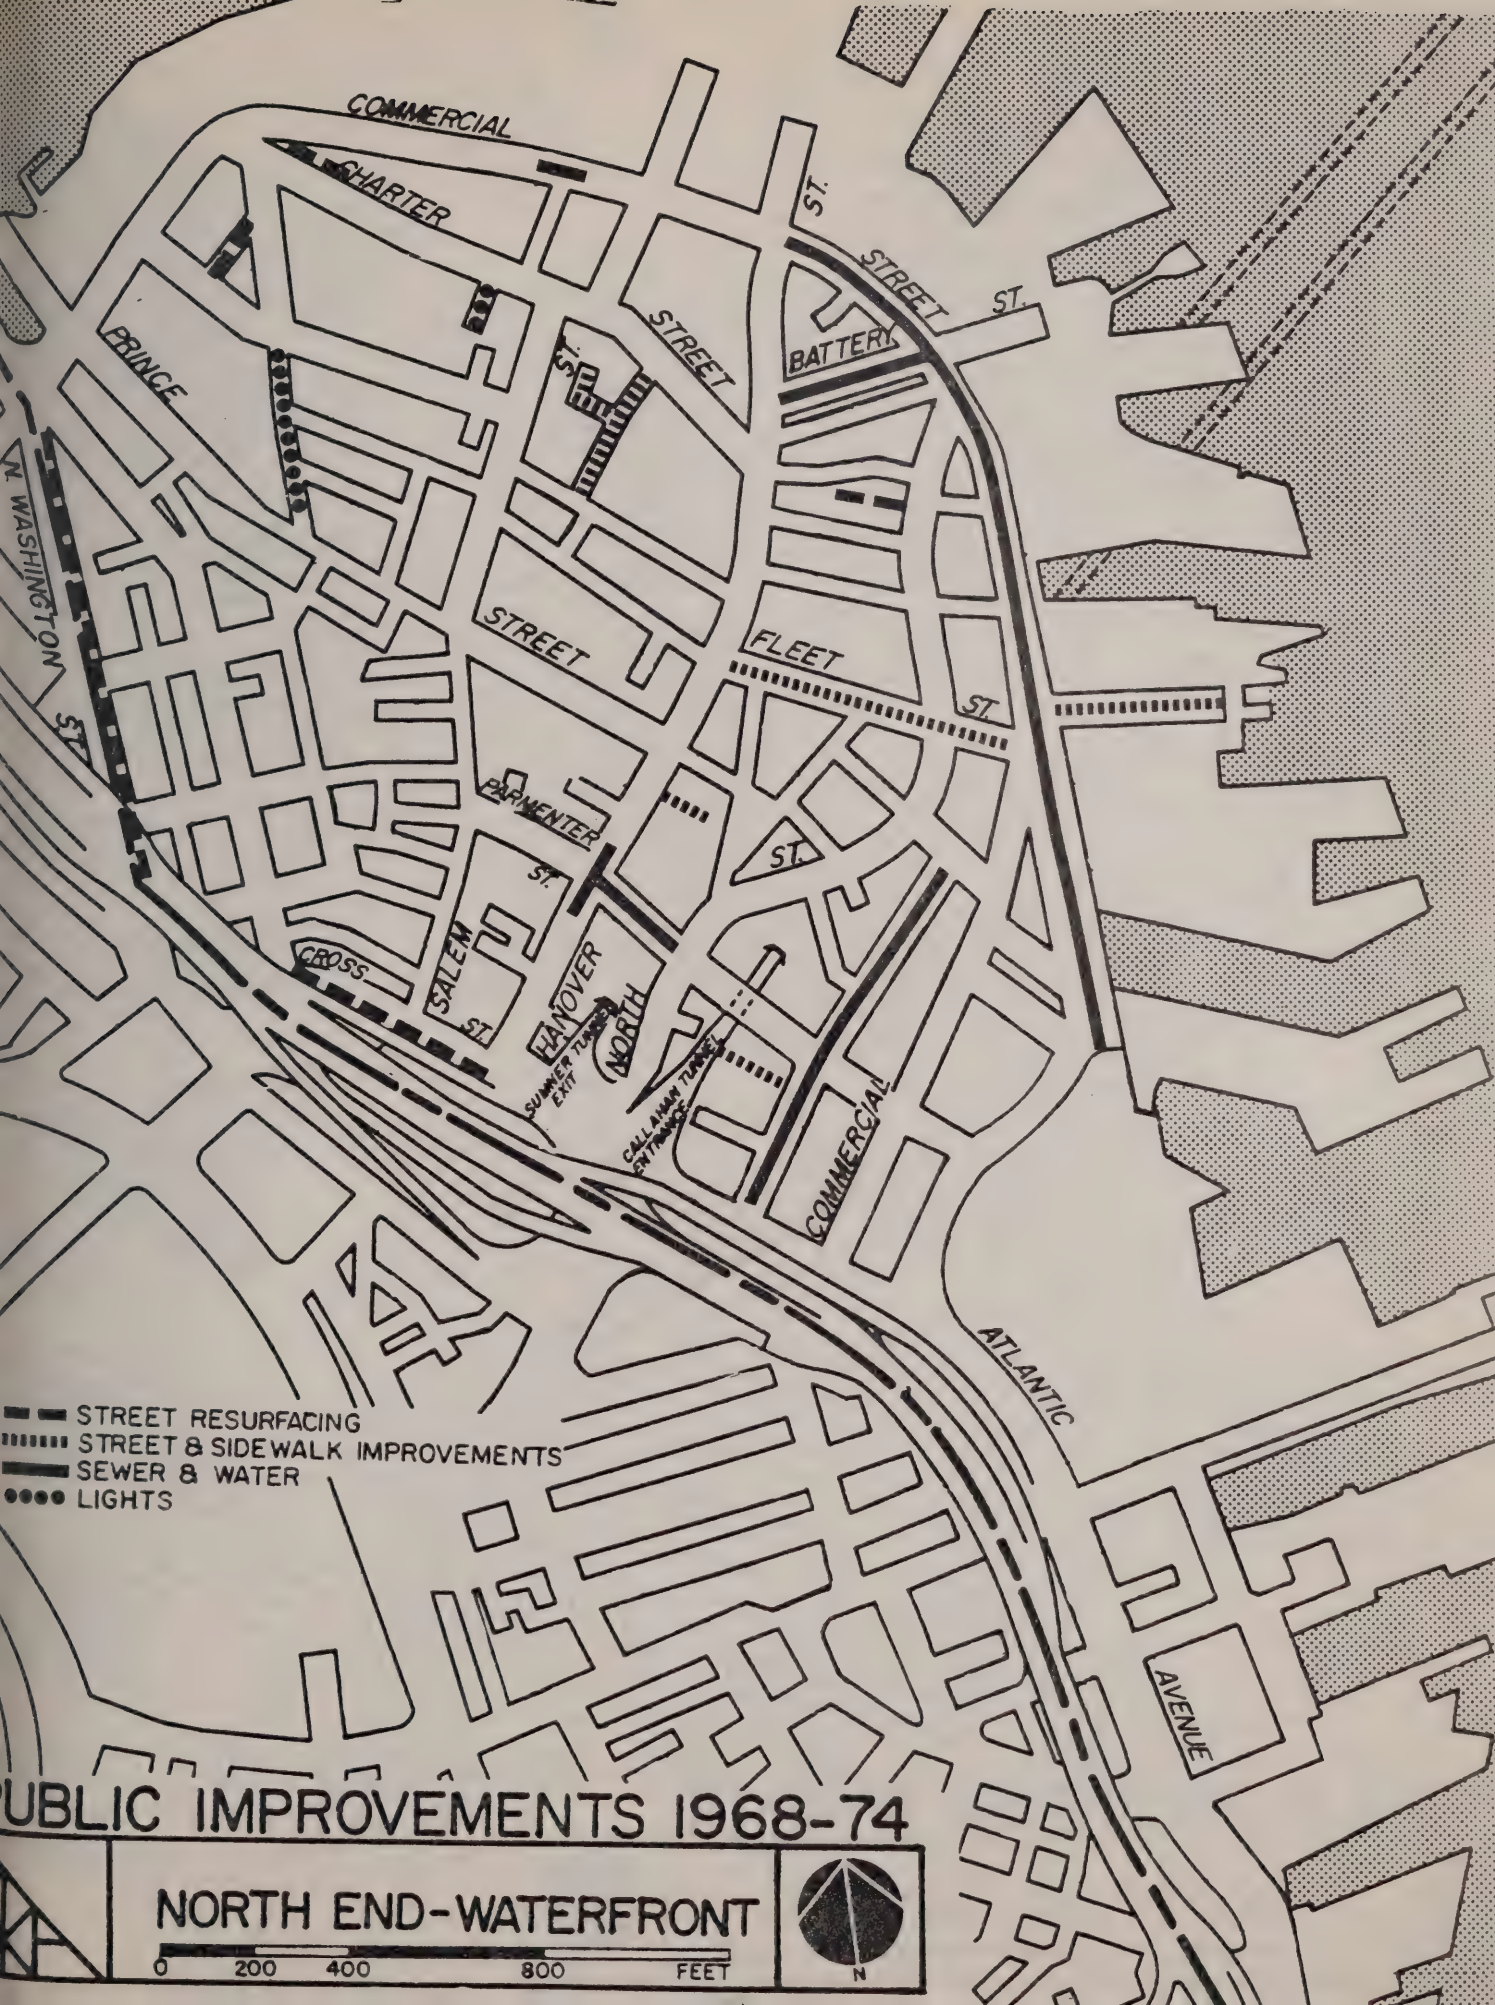 COMMERCIAL
CHARTER
ST.
STREET
ST.
PRINCE
ST.
STREET
BATTERY
N. WASHINGTON
ST.
STREET
FLEET
ST.
PARMENTER
ST.
ST.
CROSS
SALEM
ST.
HANOVER
NORTH
SUMNER TUNNEL
EXIT
CALLAHAN TUNNEL
ENTRANCE
COMMERCIAL
ATLANTIC
STREET RESURFACING
STREET & SIDEWALK IMPROVEMENTS
SEWER & WATER
LIGHTS
AVENUE
PUBLIC IMPROVEMENTS 1968-74
NORTH END-WATERFRONT
0 200 400 800 FEET
N